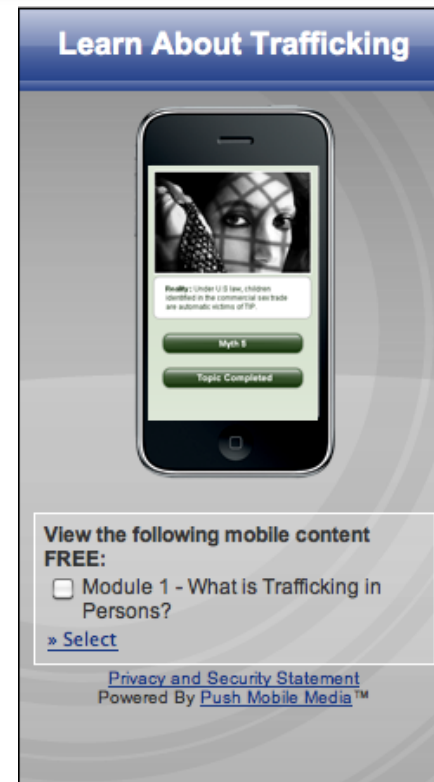 Learn About Trafficking
Reality: Under U.S law, children
identified in the commercial sex trade
are automatic victims of TIP.
Myth 5
Topic Completed
View the following mobile content
FREE:
Module 1 - What is Trafficking in
Persons?
» Select
Privacy and Security Statement
Powered By Push Mobile Media™